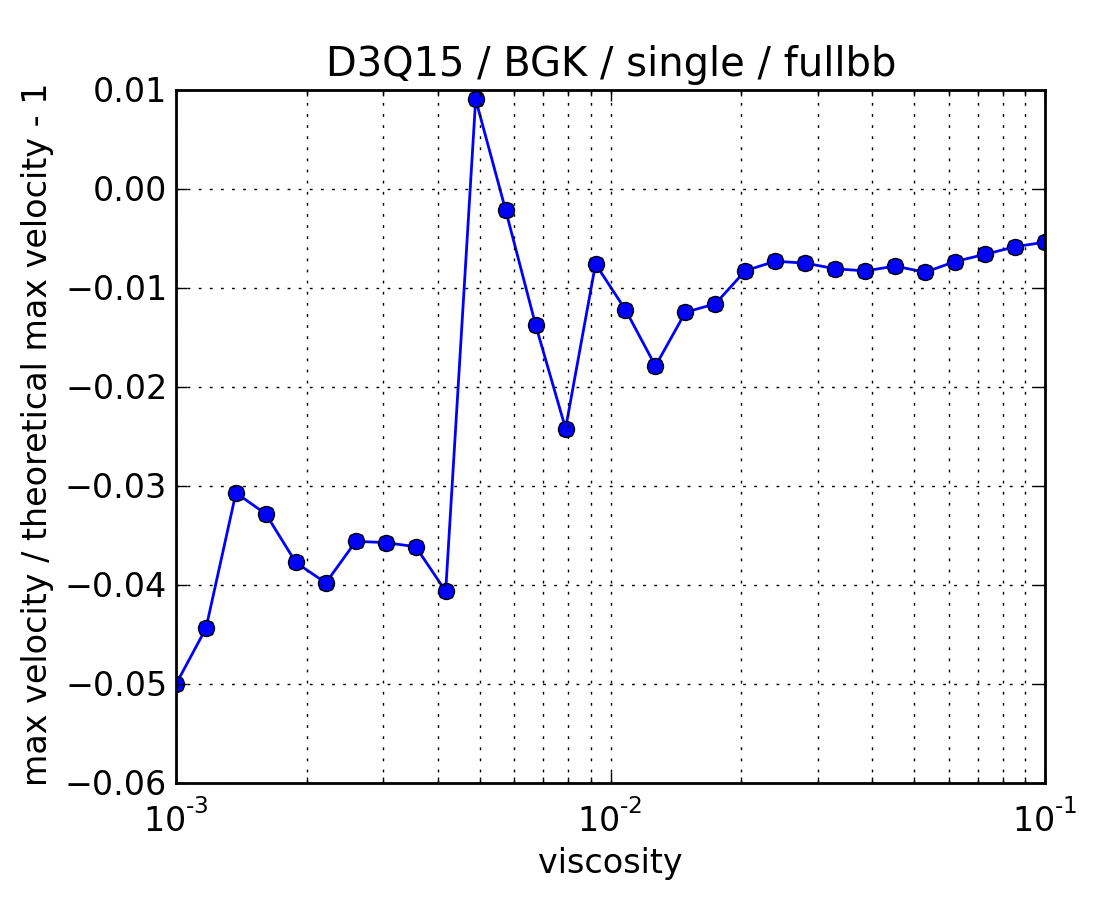 D3Q15 / BGK / single / fullbb
max velocity / theoretical max velocity - 1
0.01
0.00
−0.01
−0.02
−0.03
−0.04
−0.05
−0.06
10^-3 10^-2 10^-1
viscosity